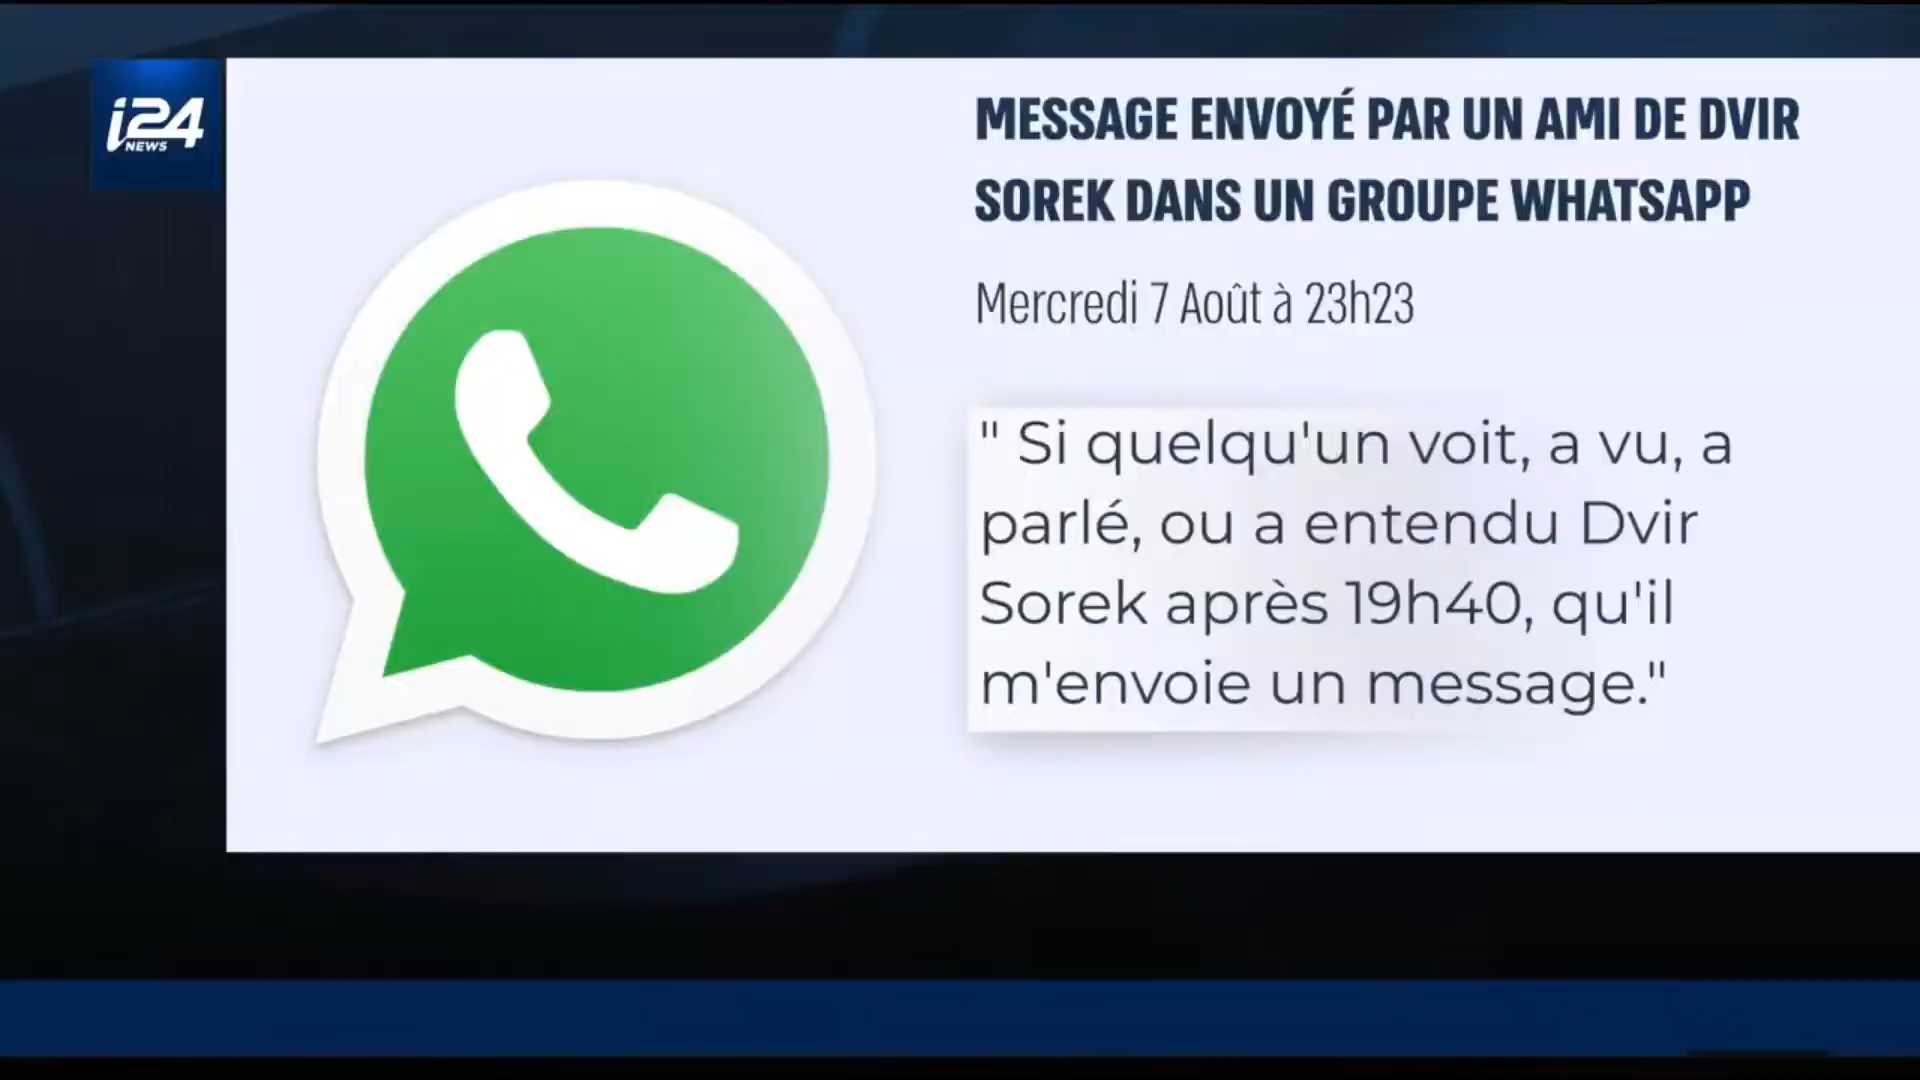 i24
NEWS
MESSAGE ENVOYÉ PAR UN AMI DE DVIR
SOREK DANS UN GROUPE WHATSAPP
Mercredi 7 Août à 23h23
" Si quelqu'un voit, a vu, a
parlé, ou a entendu Dvir
Sorek après 19h40, qu'il
m'envoie un message."